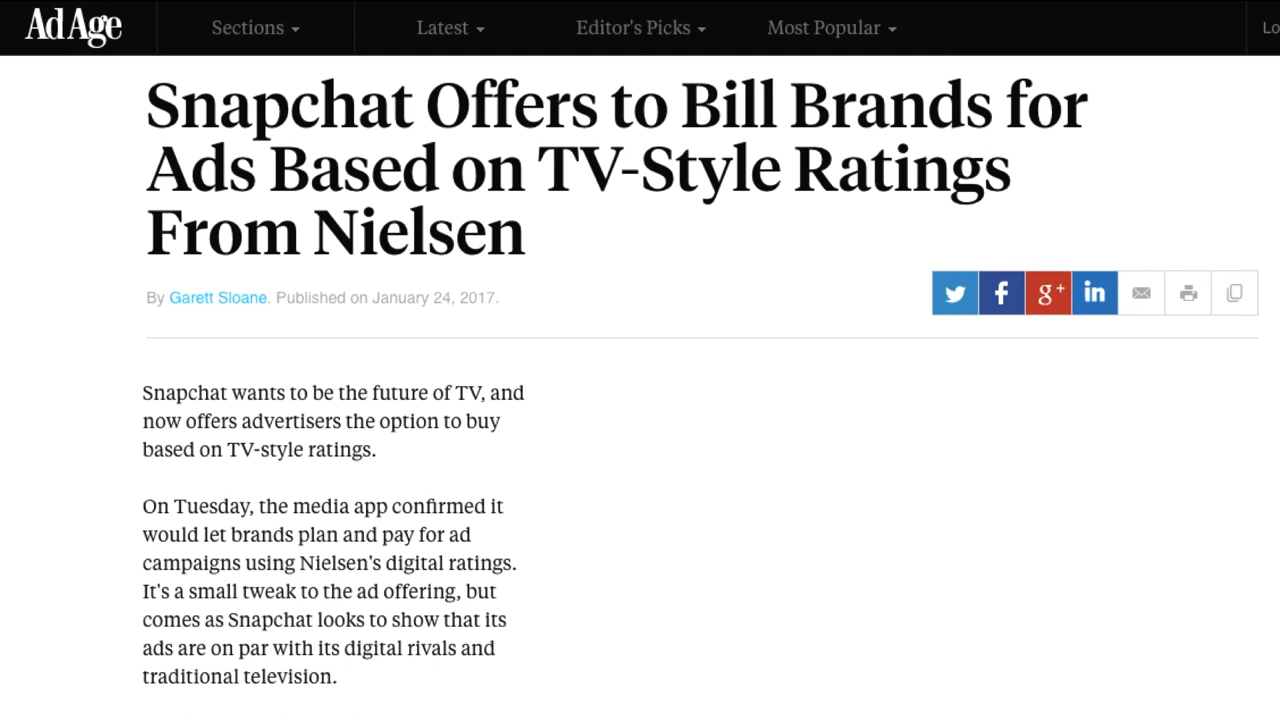 Ad Age
Sections
Latest
Editor's Picks
Most Popular
Lo
Snapchat Offers to Bill Brands for
Ads Based on TV-Style Ratings
From Nielsen
By Garett Sloane. Published on January 24, 2017.
Snapchat wants to be the future of TV, and
now offers advertisers the option to buy
based on TV-style ratings.
On Tuesday, the media app confirmed it
would let brands plan and pay for ad
campaigns using Nielsen's digital ratings.
It's a small tweak to the ad offering, but
comes as Snapchat looks to show that its
ads are on par with its digital rivals and
traditional television.